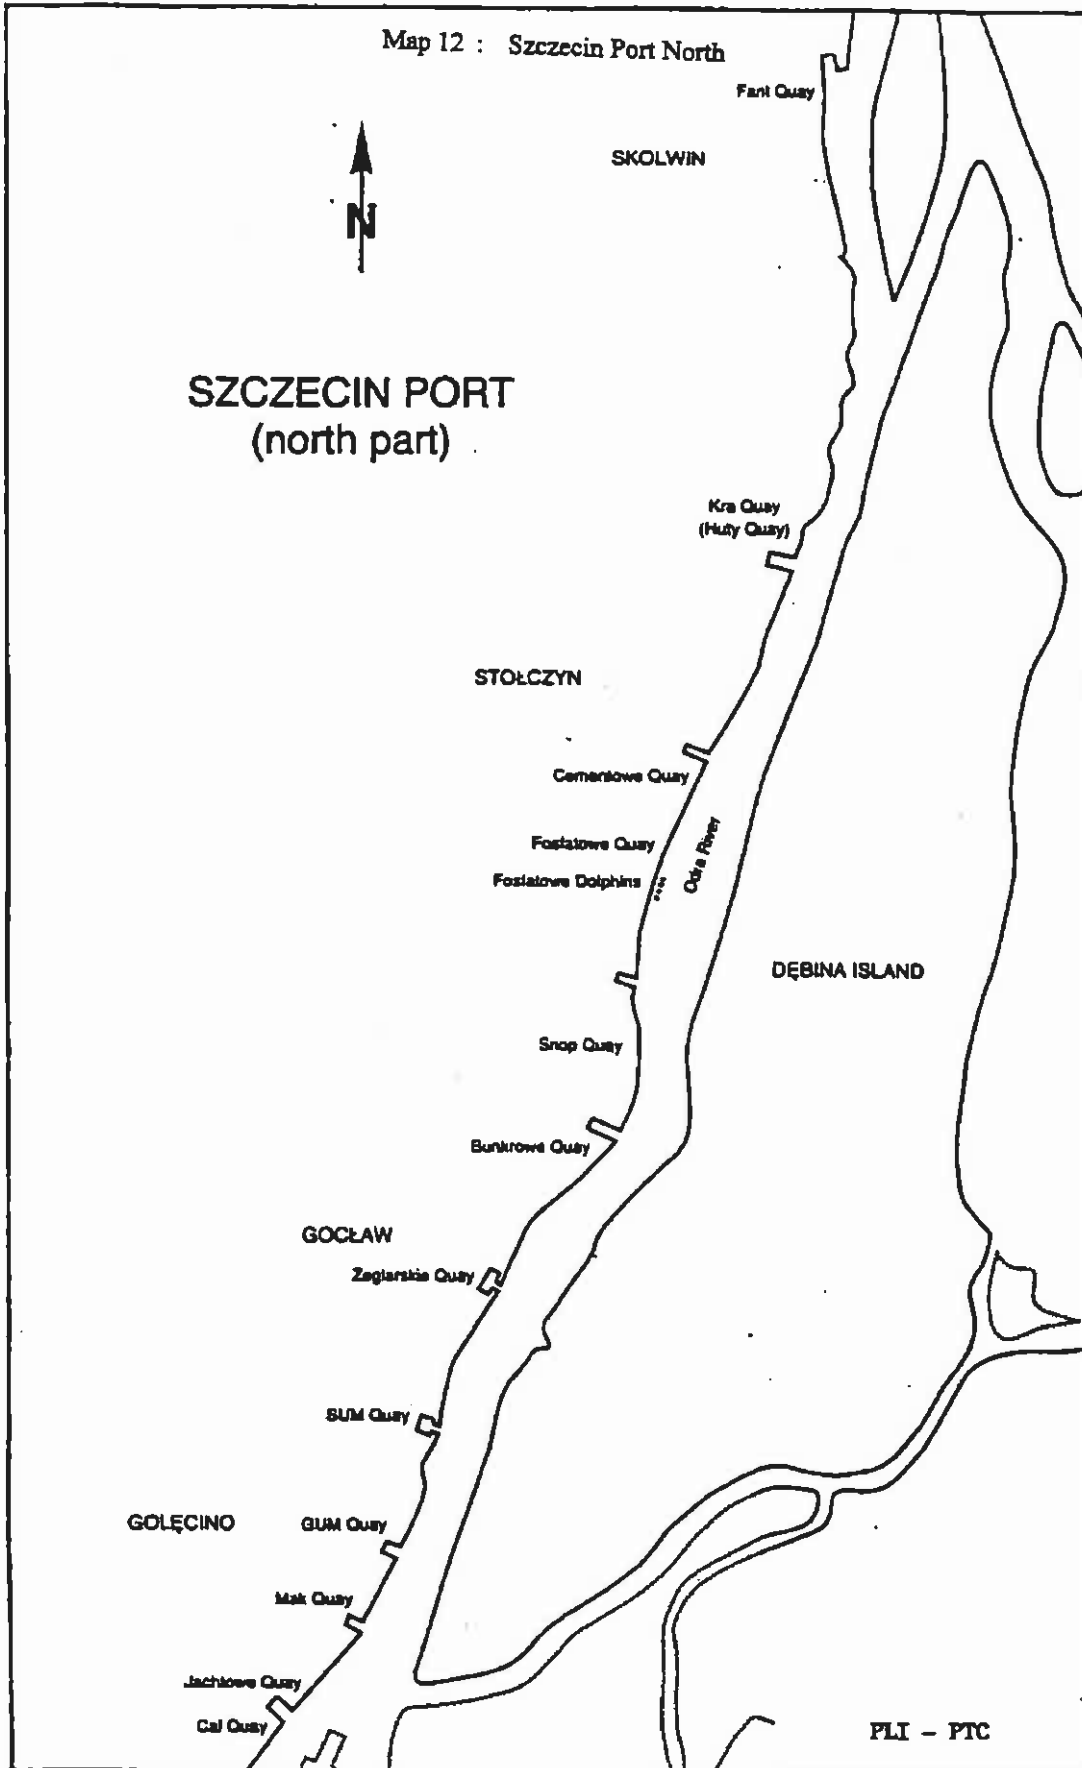 Map 12 : Szczecin Port North
Fant Quay
SKOLWIN
N
SZCZECIN PORT
(north part)
Kra Quay
(Huty Quay)
STOŁCZYN
Cementowe Quay
Fosfatowe Quay
Odra River
Fosfatowe Dolphins
DĘBINA ISLAND
Snop Quay
Bunkrowe Quay
GOCŁAW
Żeglarskie Quay
SUM Quay
GOLĘCINO
GUM Quay
Mak Quay
Jachtowe Quay
Cal Quay
PLI – PTC